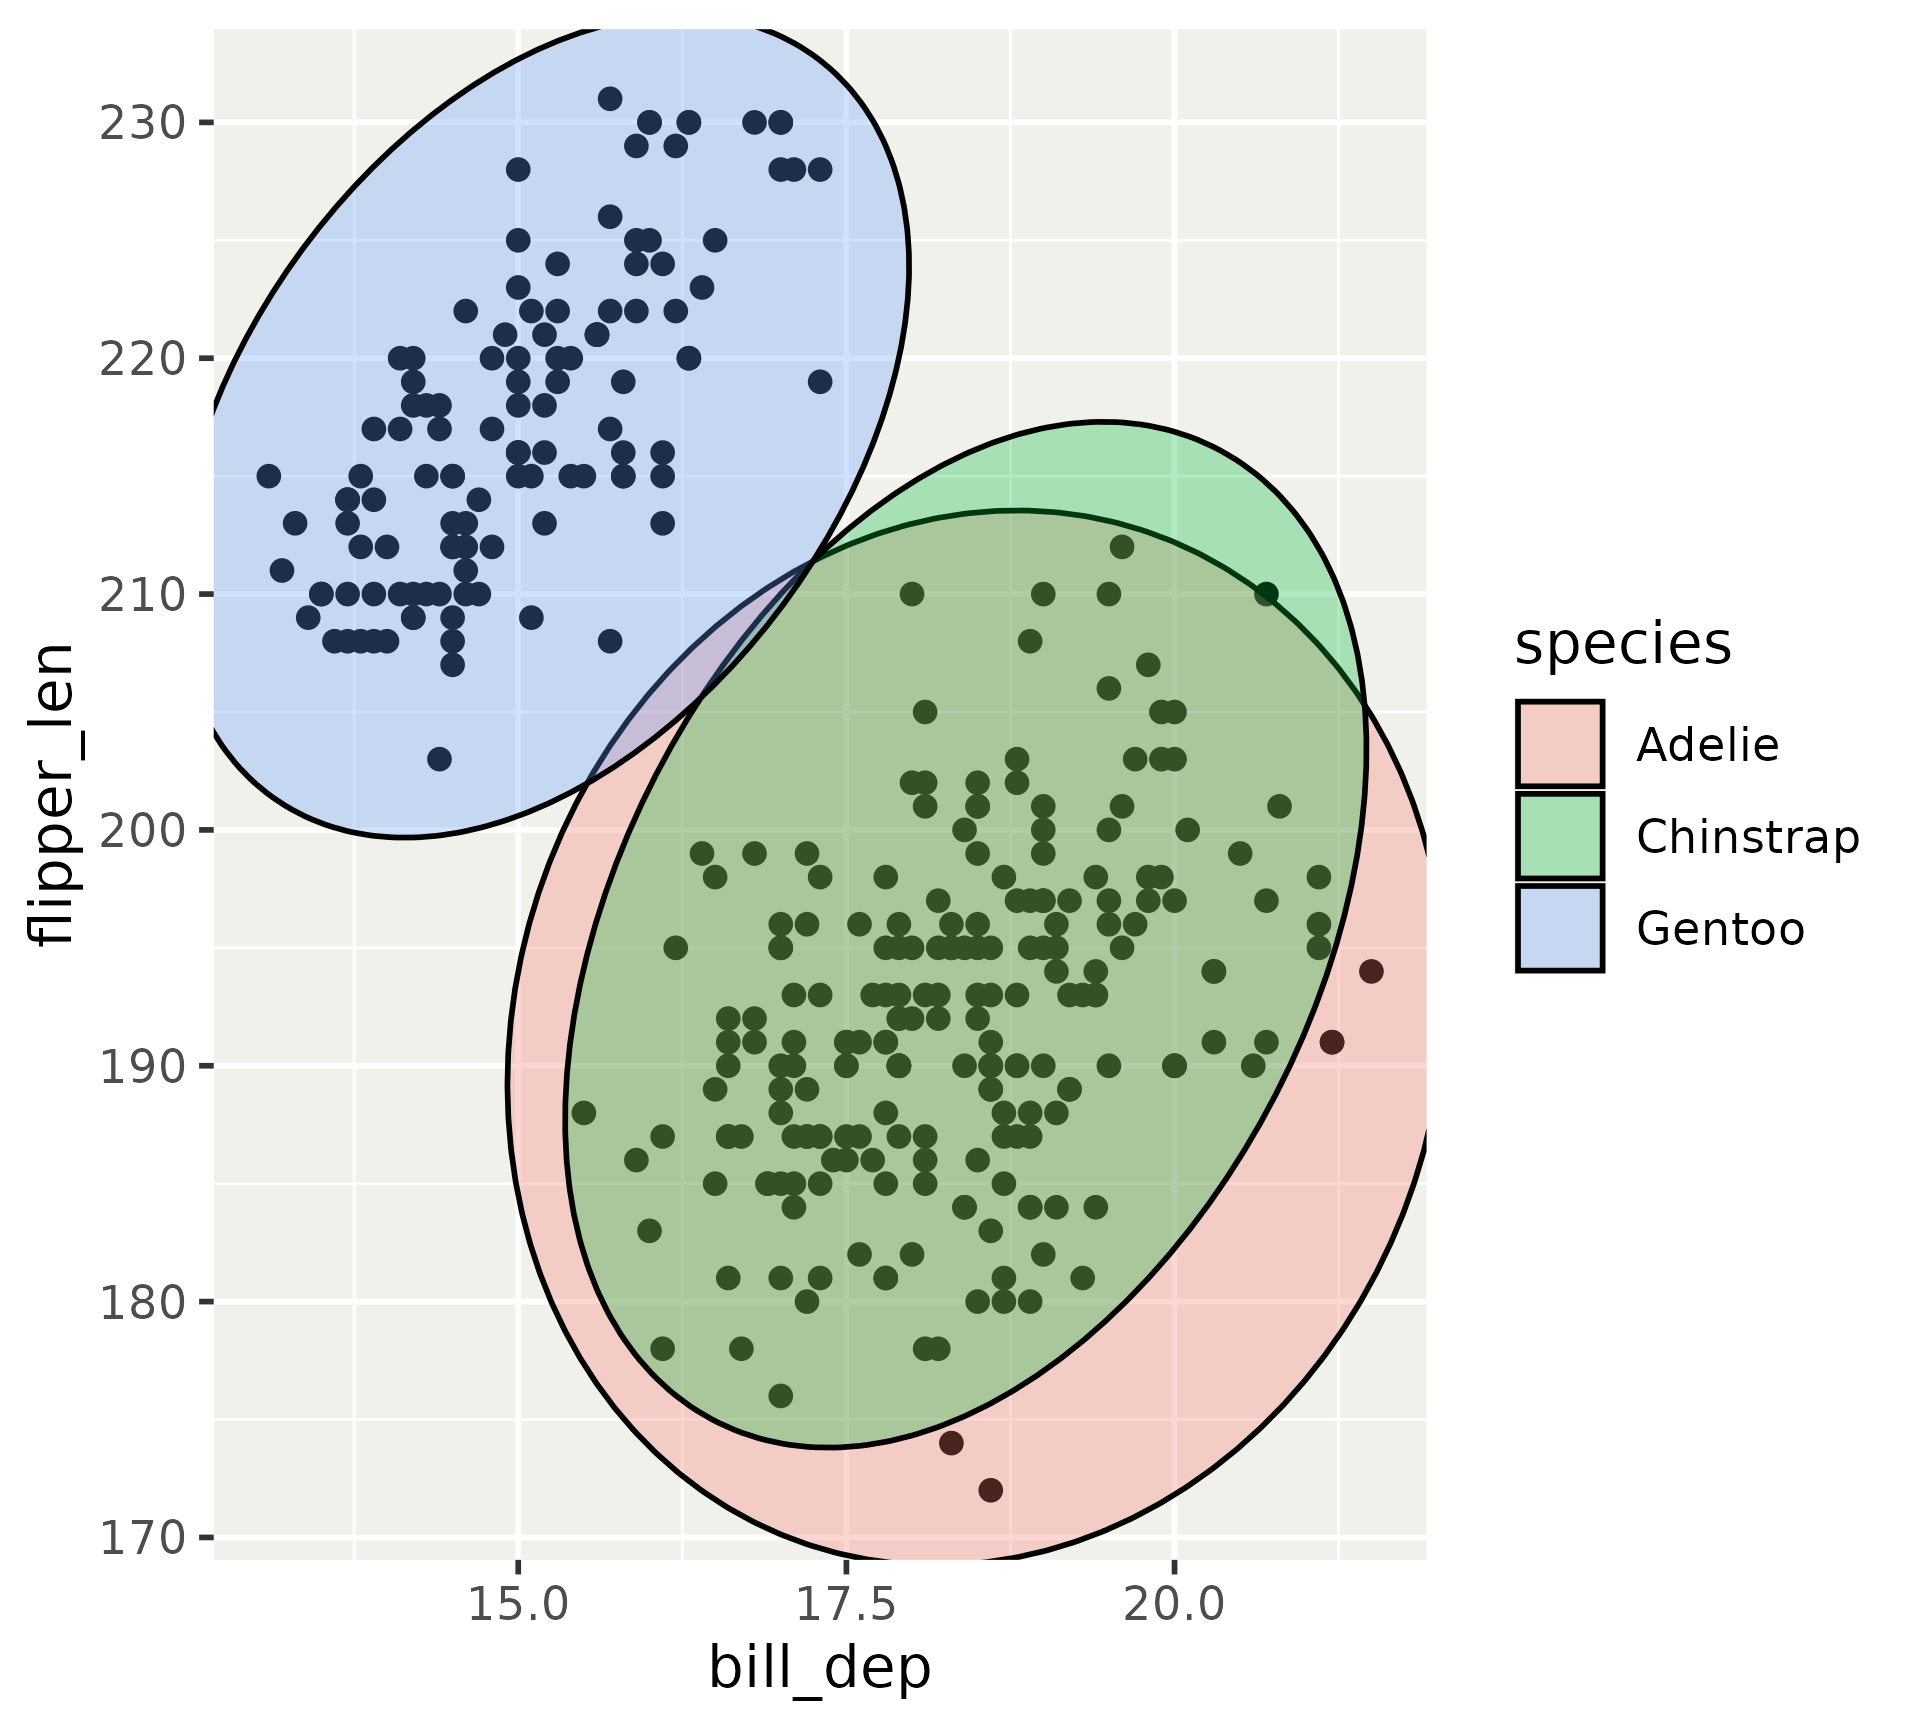 230
220
210
200
190
180
170
flipper_len
15.0 17.5 20.0
bill_dep
species
Adelie
Chinstrap
Gentoo